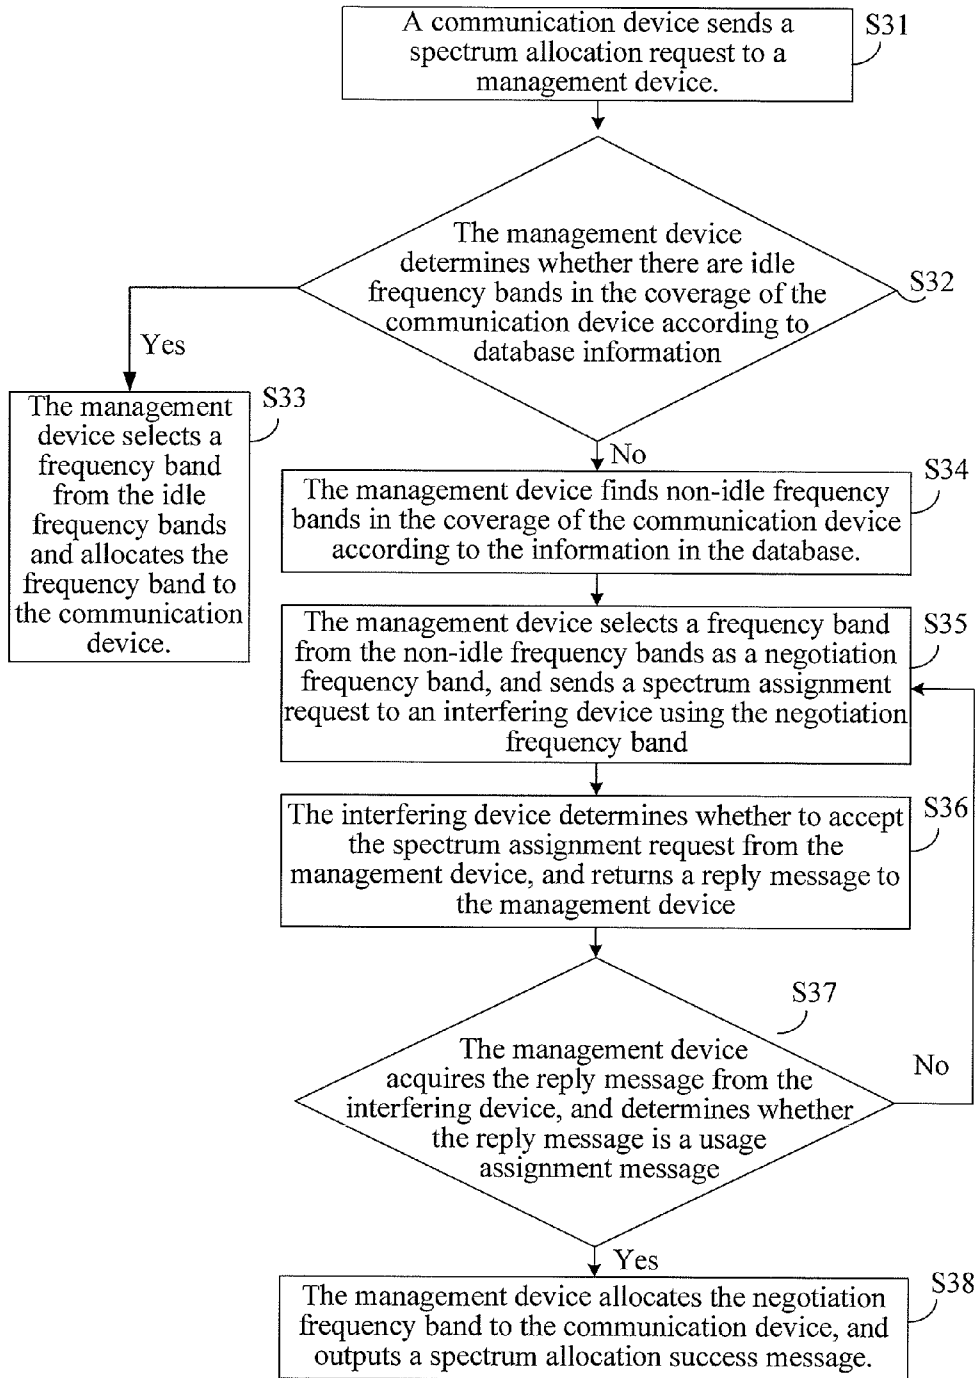 A communication device sends a
spectrum allocation request to a
management device.
S31
The management device
determines whether there are idle
frequency bands in the coverage of the
communication device according to
database information
S32
Yes
The management
device selects a
frequency band
from the idle
frequency bands
and allocates the
frequency band to
the communication
device.
S33
No
The management device finds non-idle frequency
bands in the coverage of the communication device
according to the information in the database.
S34
The management device selects a frequency band
from the non-idle frequency bands as a negotiation
frequency band, and sends a spectrum assignment
request to an interfering device using the negotiation
frequency band
S35
The interfering device determines whether to accept
the spectrum assignment request from the
management device, and returns a reply message to
the management device
S36
The management device
acquires the reply message from the
interfering device, and determines whether
the reply message is a usage
assignment message
S37
No
Yes
The management device allocates the negotiation
frequency band to the communication device, and
outputs a spectrum allocation success message.
S38